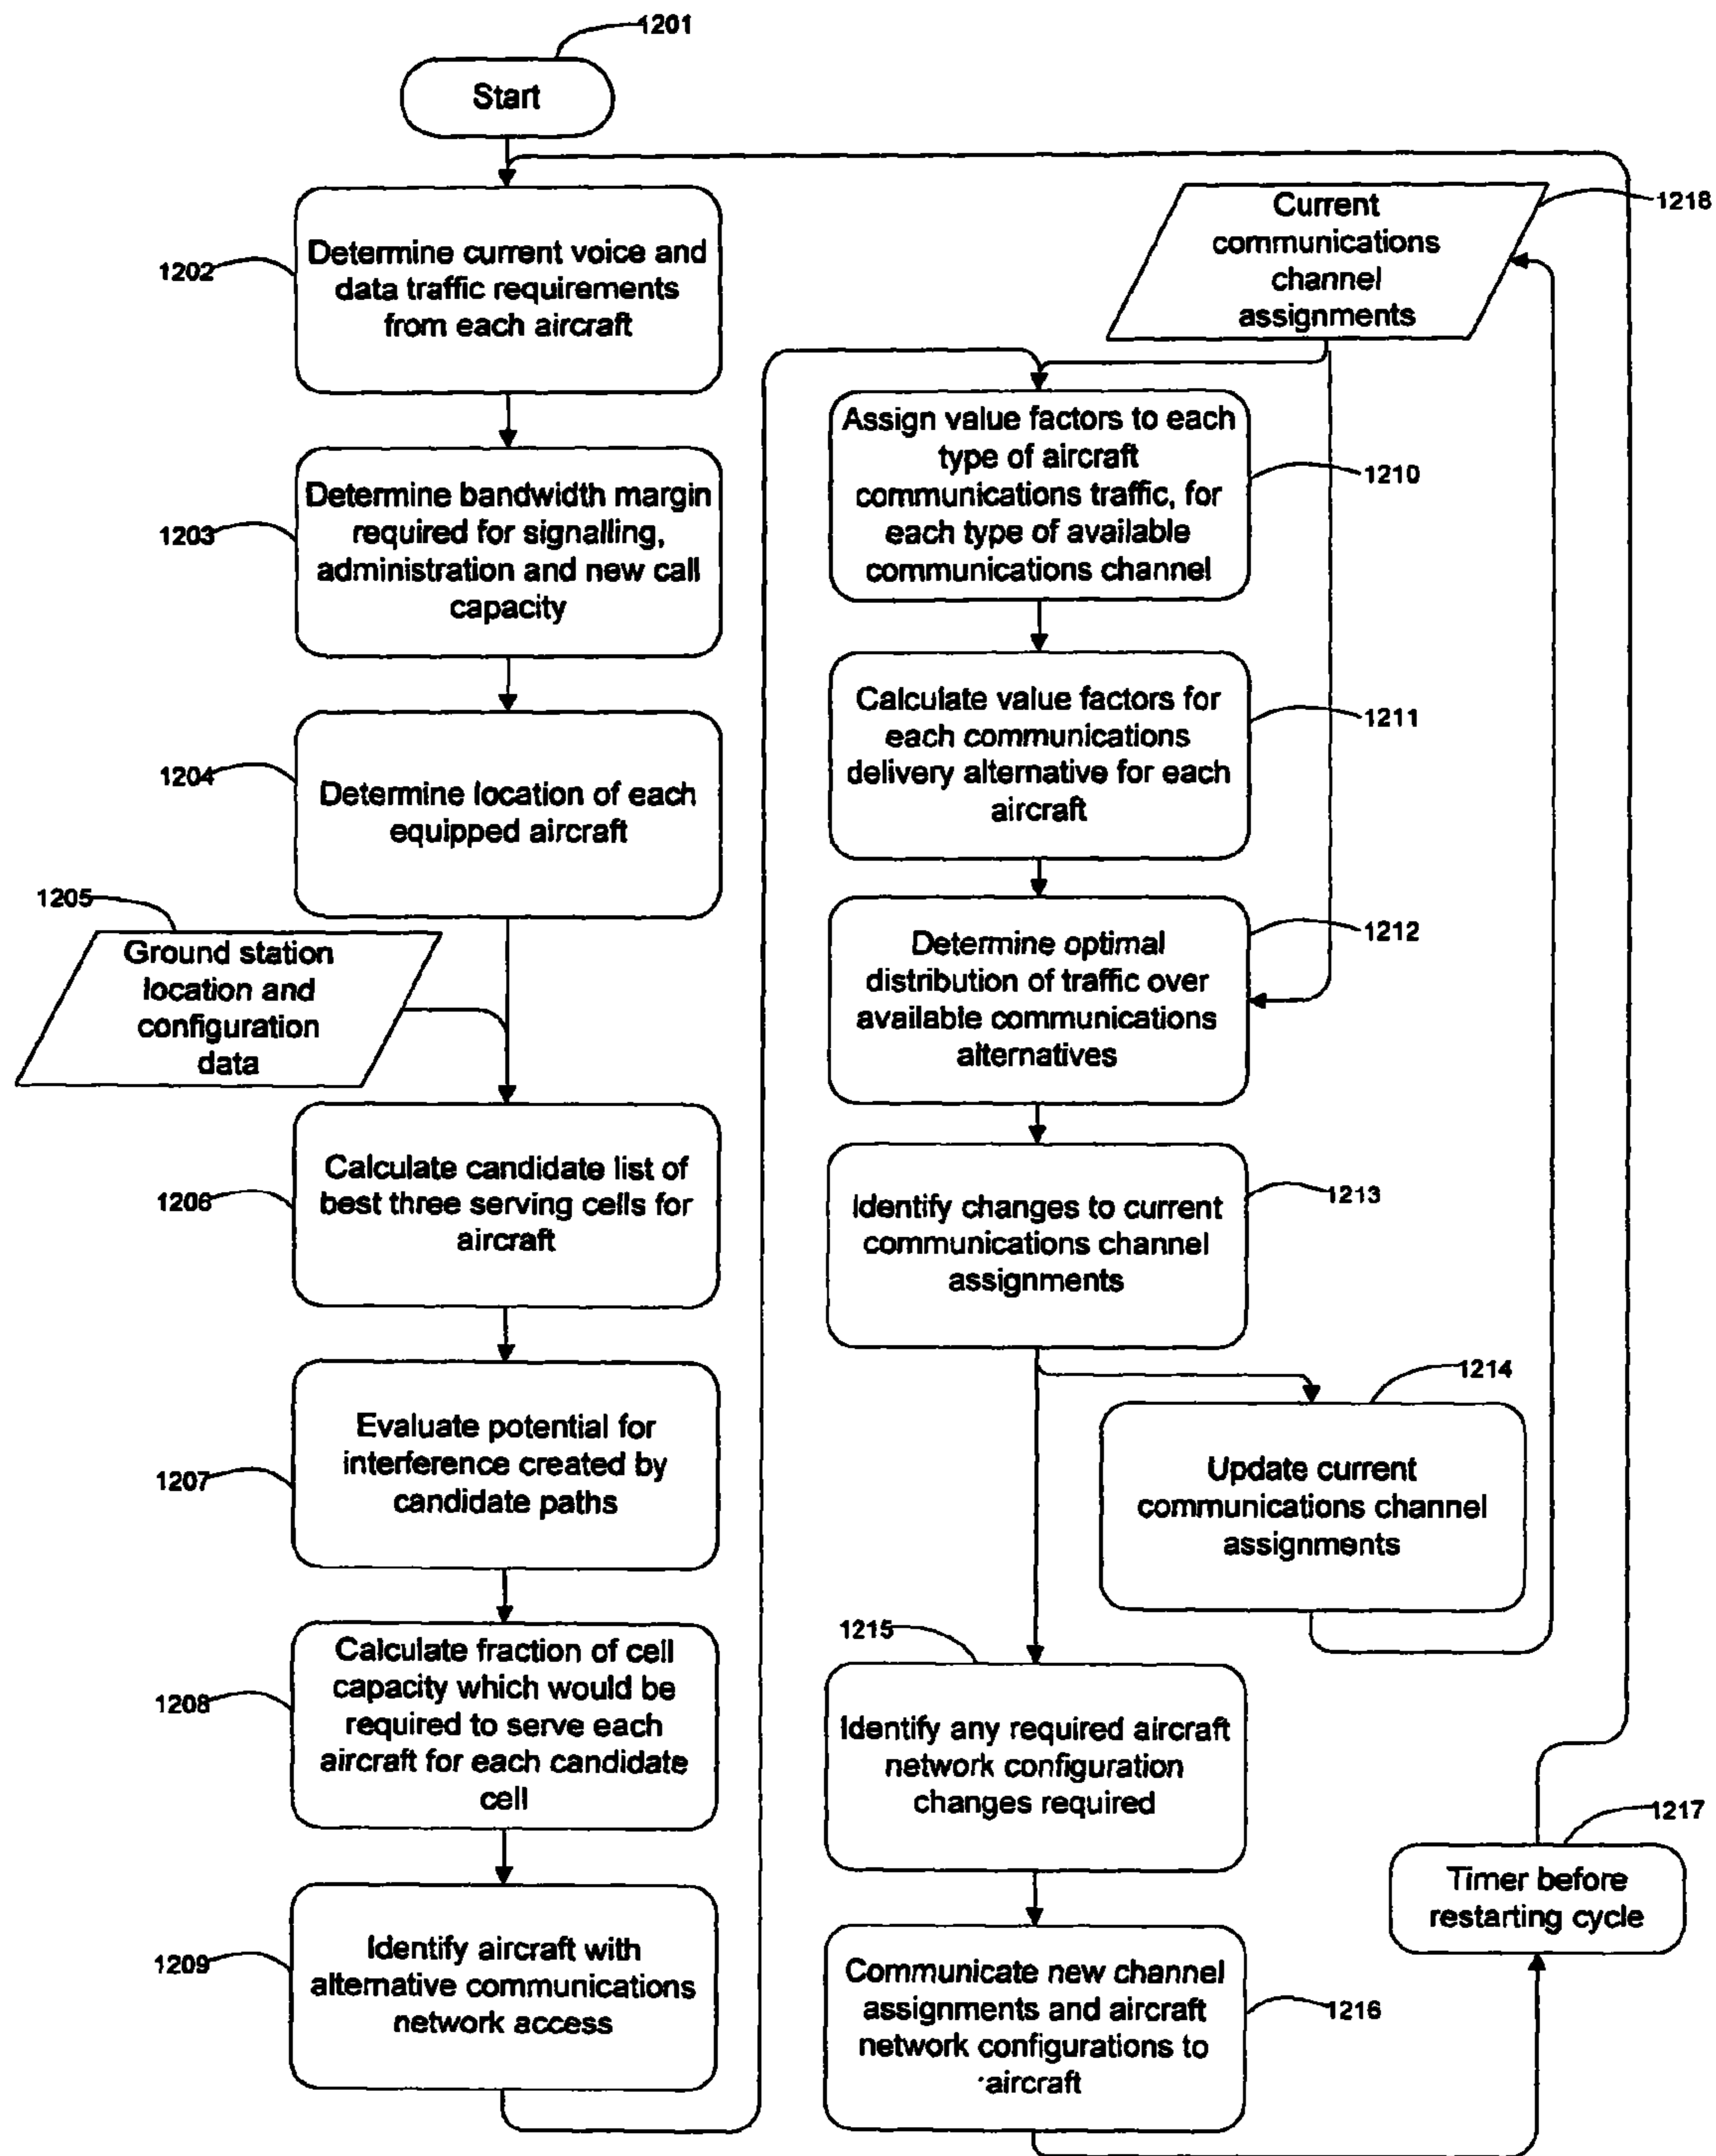 1201
Start
1202
Determine current voice and
data traffic requirements
from each aircraft
1203
Determine bandwidth margin
required for signalling,
administration and new call
capacity
1204
Determine location of each
equipped aircraft
1205
Ground station
location and
configuration
data
1206
Calculate candidate list of
best three serving cells for
aircraft
1207
Evaluate potential for
interference created by
candidate paths
1208
Calculate fraction of cell
capacity which would be
required to serve each
aircraft for each candidate
cell
1209
Identify aircraft with
alternative communications
network access
1218
Current
communications
channel
assignments
Assign value factors to each
type of aircraft
communications traffic, for
each type of available
communications channel
1210
Calculate value factors for
each communications
delivery alternative for each
aircraft
1211
Determine optimal
distribution of traffic over
available communications
alternatives
1212
Identify changes to current
communications channel
assignments
1213
1214
Update current
communications channel
assignments
1215
Identify any required aircraft
network configuration
changes required
Communicate new channel
assignments and aircraft
network configurations to
aircraft
1216
1217
Timer before
restarting cycle